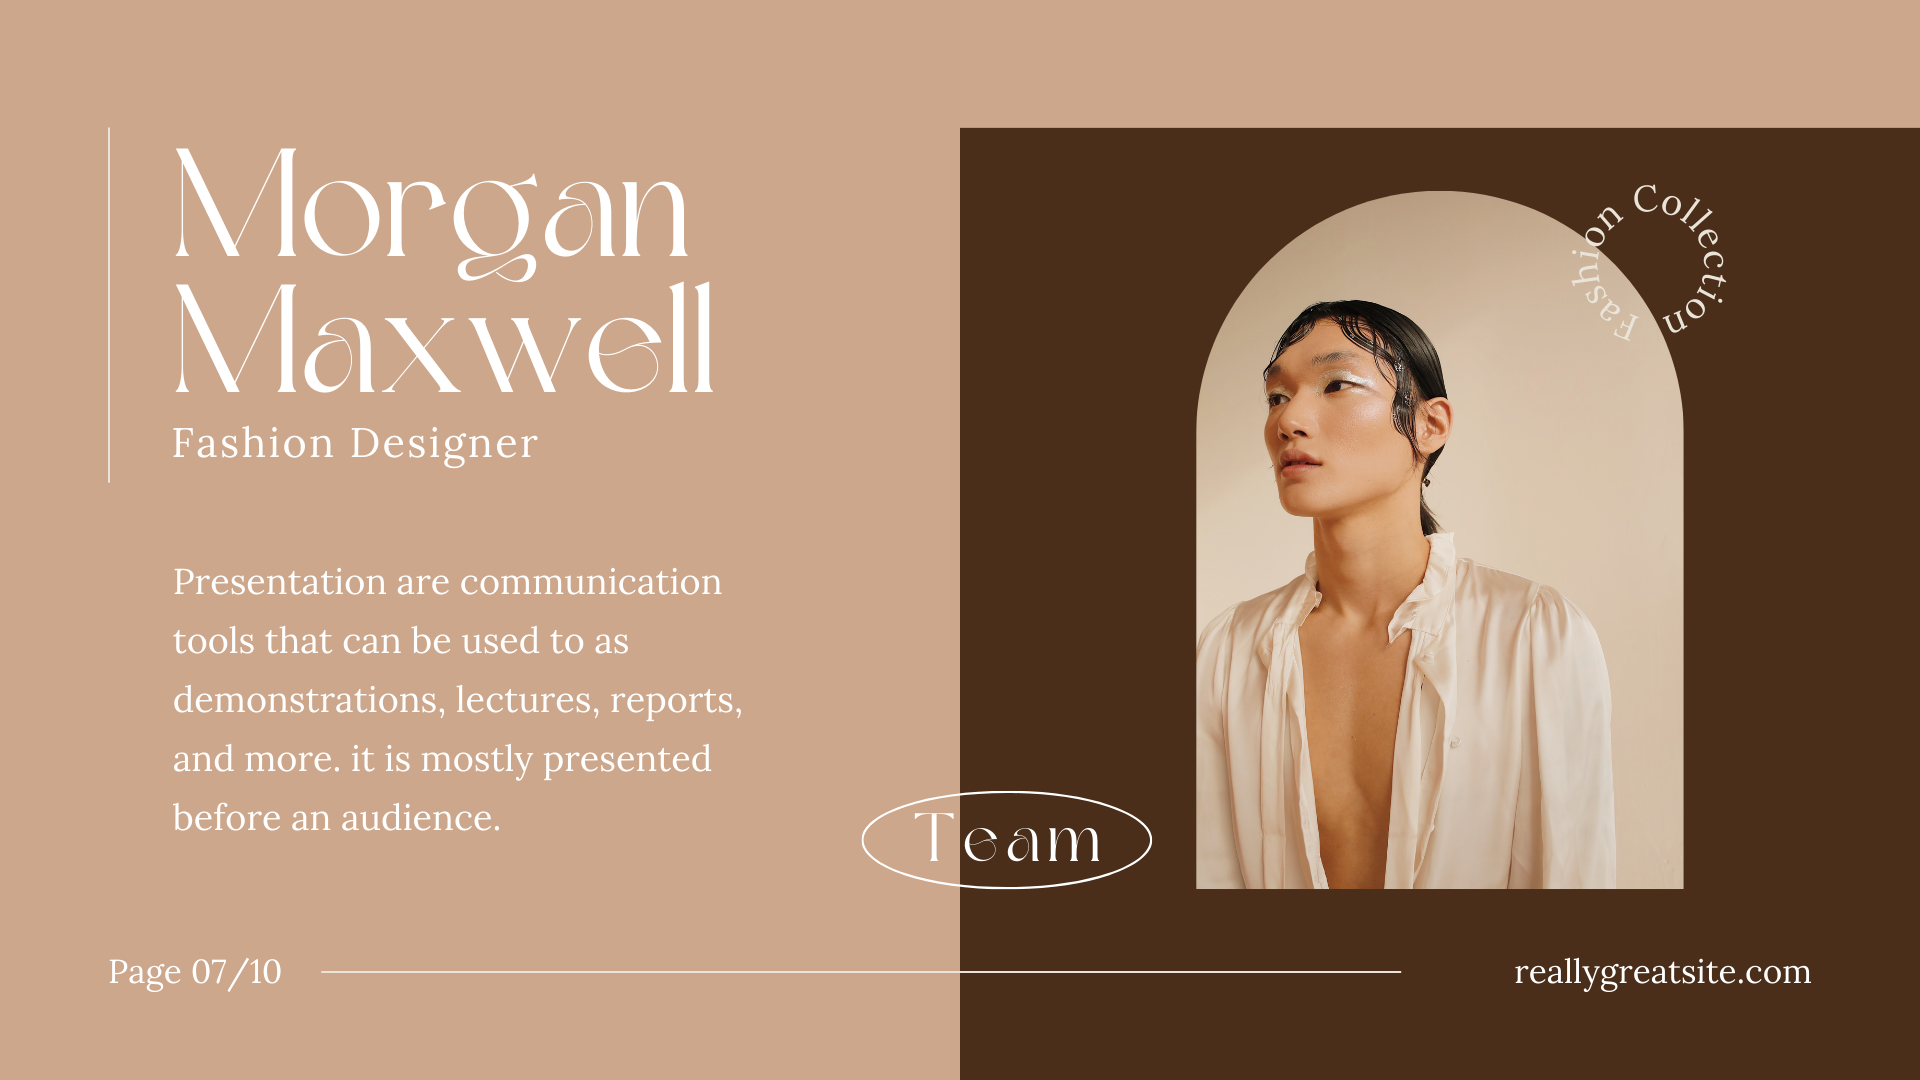 Morgan
Maxwell
Fashion Designer
Presentation are communication
tools that can be used to as
demonstrations, lectures, reports,
and more. it is mostly presented
before an audience.
Fashion Collection
Team
Page 07/10
reallygreatsite.com